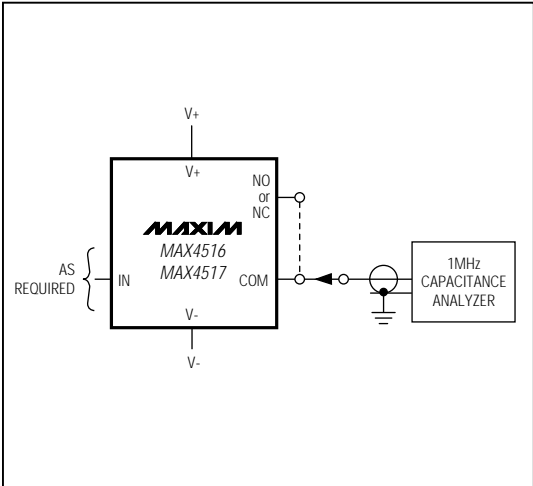 V+
V+
NO
or
NC
MAXIM
MAX4516
MAX4517
AS
REQUIRED
IN
COM
1MHz
CAPACITANCE
ANALYZER
V-
V-